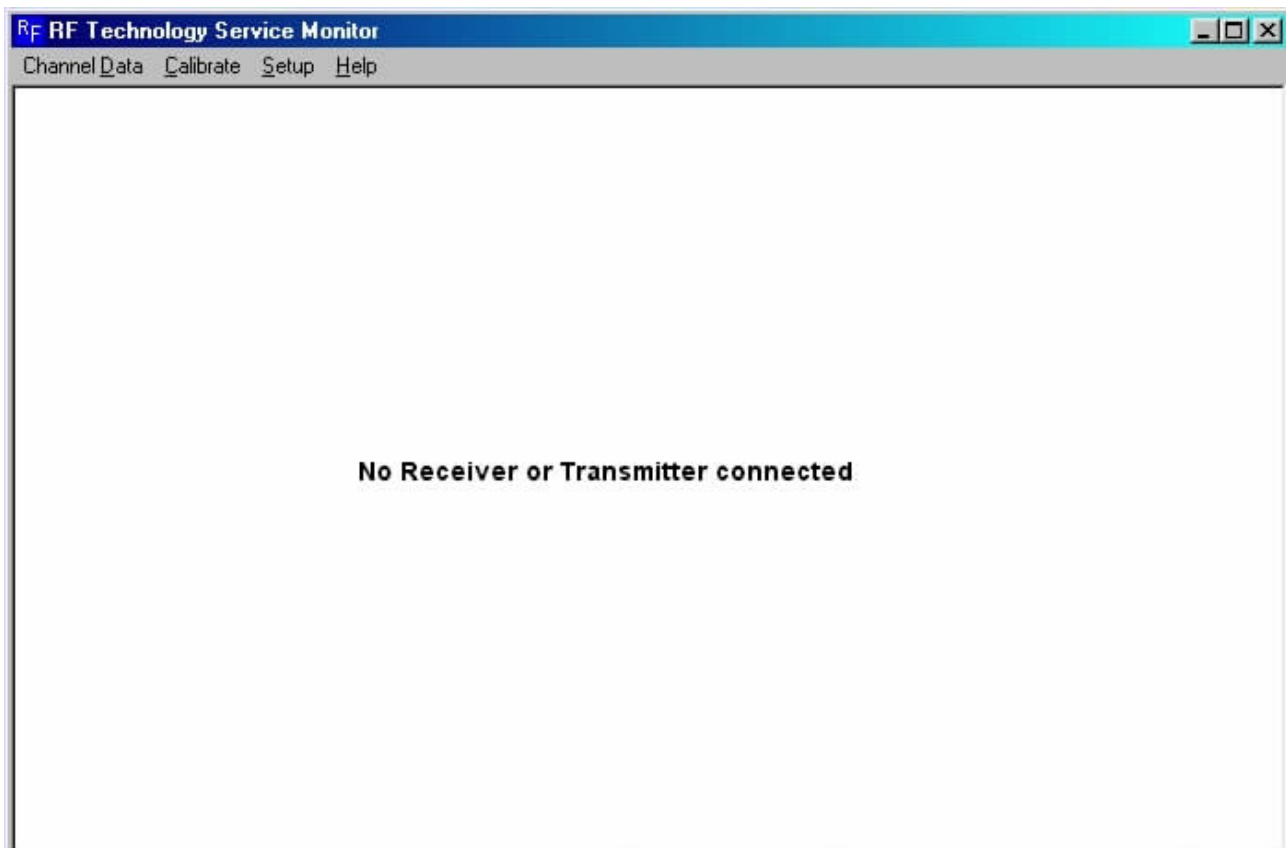 RF RF Technology Service Monitor
Channel Data Calibrate Setup Help
No Receiver or Transmitter connected